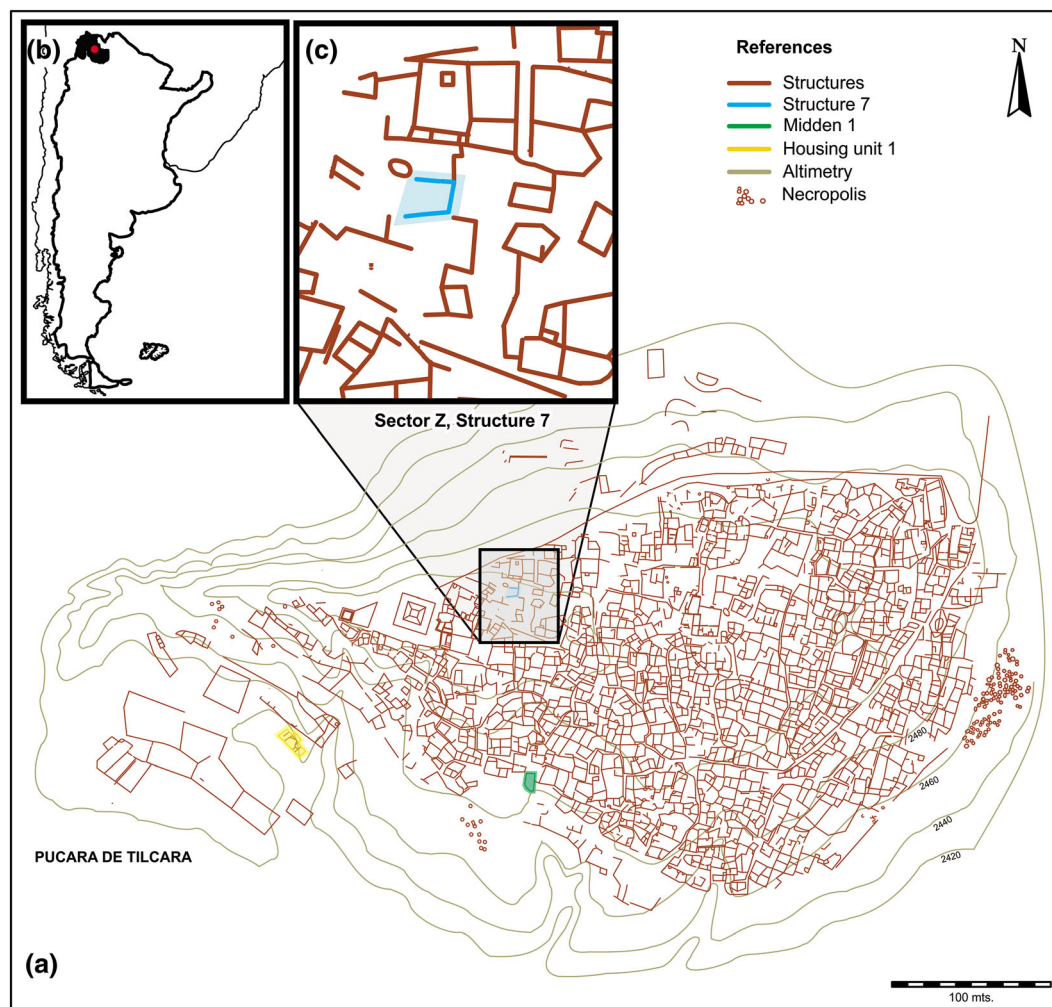 (b)
(c)
References
N
Structures
Structure 7
Midden 1
Housing unit 1
Altimetry
Necropolis
Sector Z, Structure 7
2480
2460
2440
2420
PUCARA DE TILCARA
(a)
100 mts.